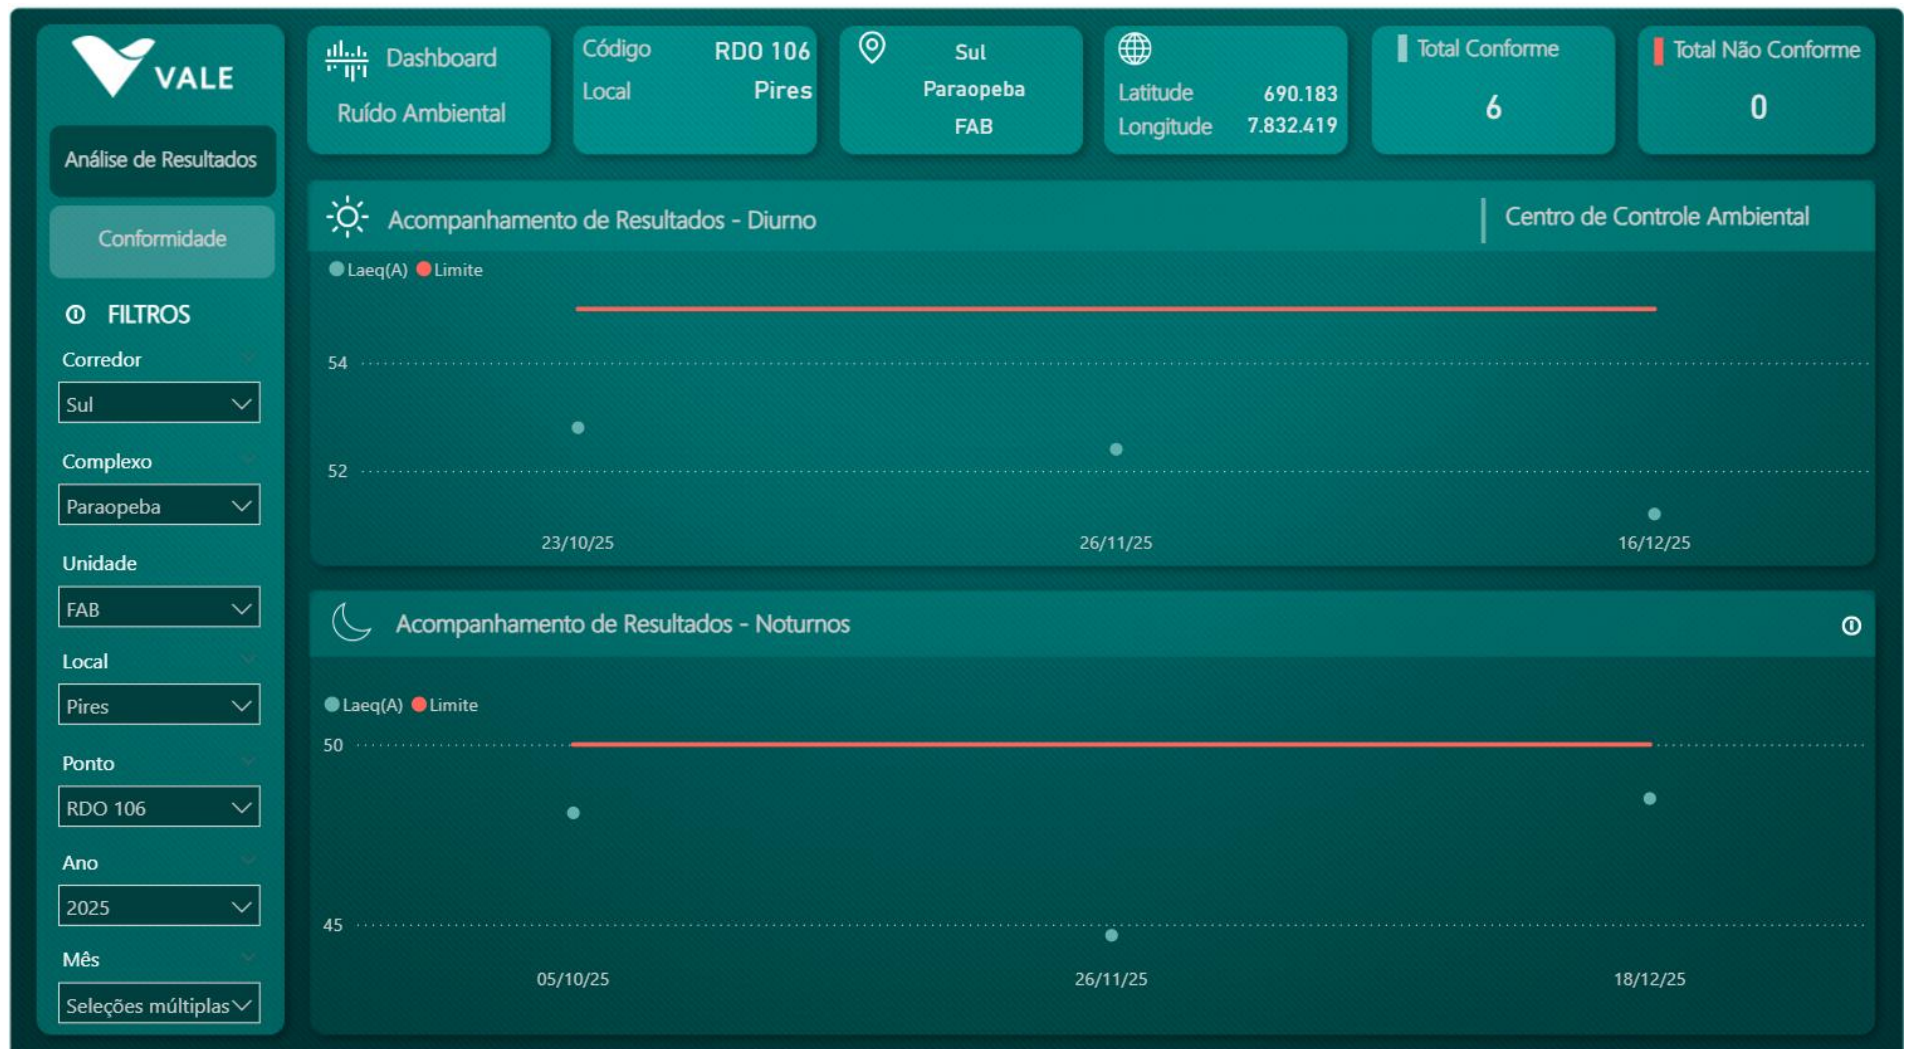 VALE
Análise de Resultados
Conformidade
FILTROS
Corredor
Sul
Complexo
Paraopeba
Unidade
FAB
Local
Pires
Ponto
RDO 106
Ano
2025
Mês
Seleções múltiplas
Dashboard
Ruído Ambiental
Código RDO 106
Local Pires
Sul
Paraopeba
FAB
Latitude 690.183
Longitude 7.832.419
Total Conforme
6
Total Não Conforme
0
Acompanhamento de Resultados - Diurno
Centro de Controle Ambiental
Laeq(A) Limite
54
52
23/10/25 26/11/25 16/12/25
Acompanhamento de Resultados - Noturnos
Laeq(A) Limite
50
45
05/10/25 26/11/25 18/12/25